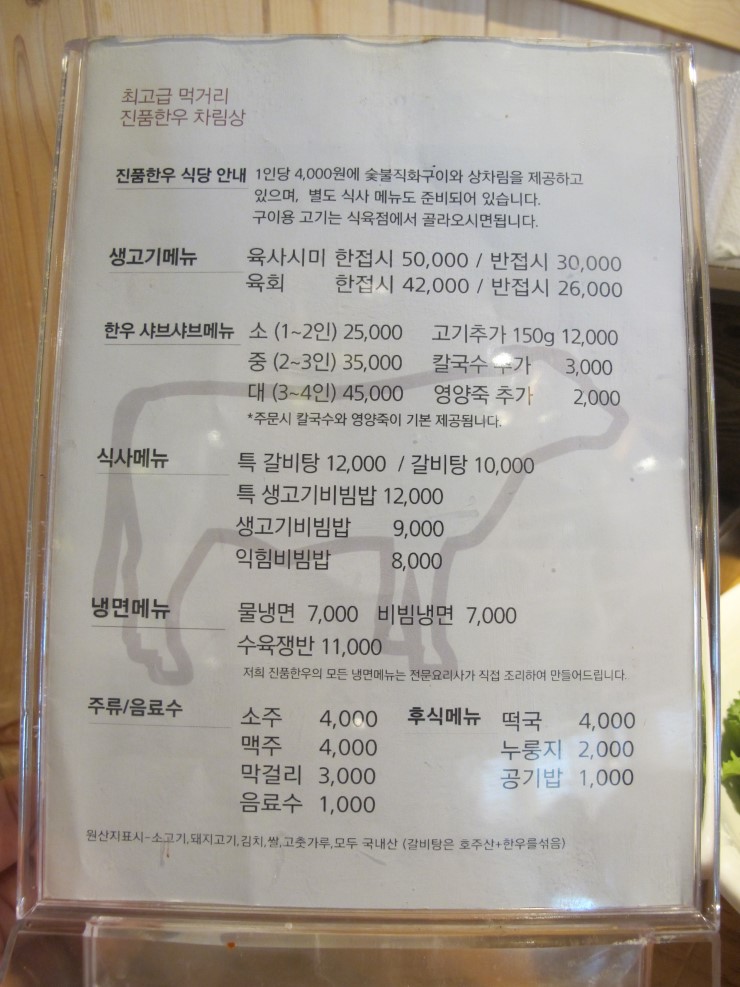 최고급 먹거리
진품한우 차림상
진품한우 식당 안내 1인당 4,000원에 숯불직화구이와 상차림을 제공하고
있으며, 별도 식사 메뉴도 준비되어 있습니다.
구이용 고기는 식육점에서 골라오시면됩니다.
생고기메뉴 육사시미 한접시 50,000 / 반접시 30,000
육회 한접시 42,000 / 반접시 26,000
한우 샤브샤브메뉴 소 (1~2인) 25,000 고기추가 150g 12,000
중 (2~3인) 35,000 칼국수 추가 3,000
대 (3~4인) 45,000 영양죽 추가 2,000
*주문시 칼국수와 영양죽이 기본 제공됩니다.
식사메뉴 특 갈비탕 12,000 / 갈비탕 10,000
특 생고기비빔밥 12,000
생고기비빔밥 9,000
익힘비빔밥 8,000
냉면메뉴 물냉면 7,000 비빔냉면 7,000
수육쟁반 11,000
저희 진품한우의 모든 냉면메뉴는 전문요리사가 직접 조리하여 만들어드립니다.
주류/음료수 소주 4,000 후식메뉴 떡국 4,000
맥주 4,000 누룽지 2,000
막걸리 3,000 공기밥 1,000
음료수 1,000
원산지표시-소고기,돼지고기,김치,쌀,고춧가루,모두 국내산 (갈비탕은 호주산+한우를섞음)